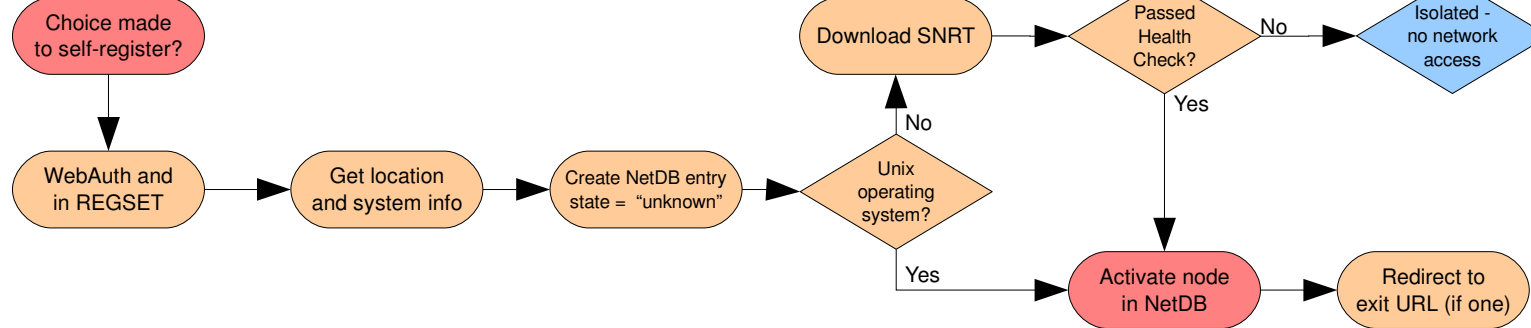 Choice made
to self-register?
Download SNRT
Passed
Health
Check?
No
Isolated -
no network
access
Yes
No
WebAuth and
in REGSET
Get location
and system info
Create NetDB entry
state =  “unknown”
Unix
operating
system?
Yes
Activate node
in NetDB
Redirect to
exit URL (if one)